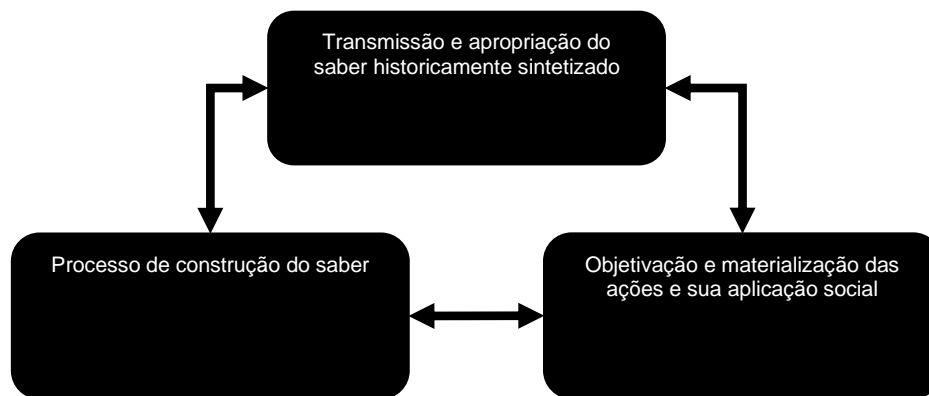 Transmissão e apropriação do
saber historicamente sintetizado
Processo de construção do saber
Objetivação e materialização das
ações e sua aplicação social